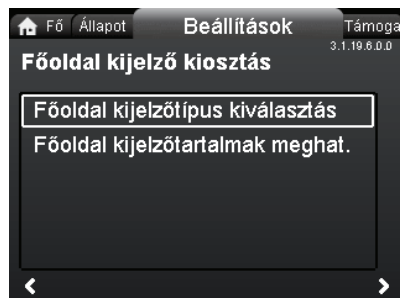 Fő Állapot Beállítások Támoga
3.1.19.6.0.0
Főoldal kijelző kiosztás
Főoldal kijelzőtípus kiválasztás
Főoldal kijelzőtartalmak meghat.